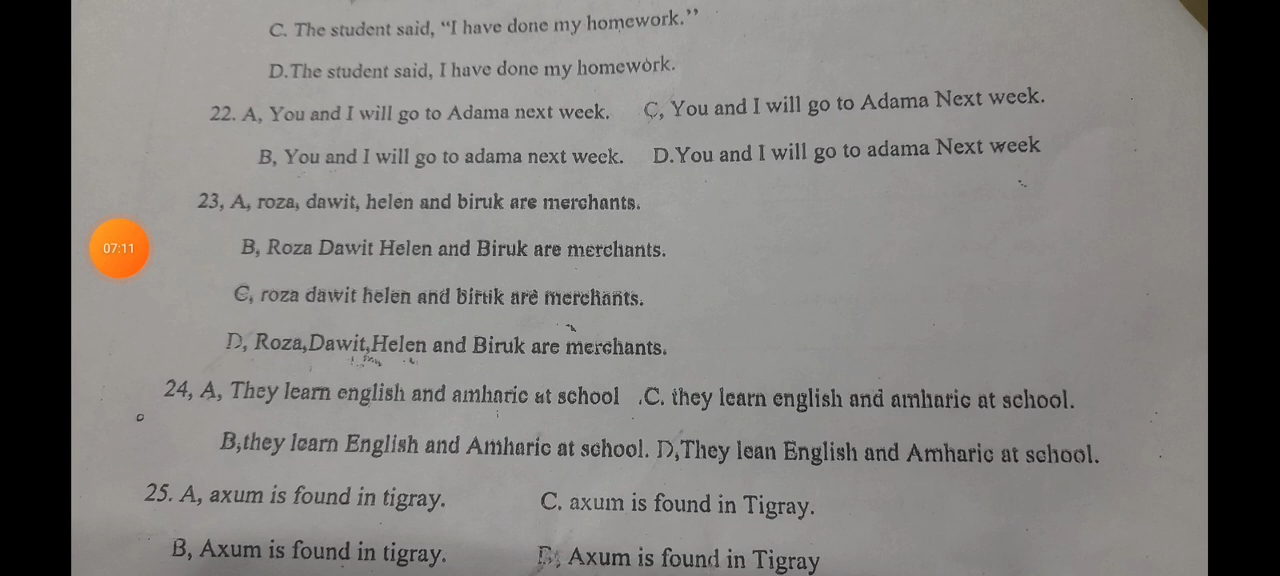 C. The student said, “I have done my homework.”
D.The student said, I have done my homework.
22. A, You and I will go to Adama next week. C, You and I will go to Adama Next week.
B, You and I will go to adama next week. D.You and I will go to adama Next week
23, A, roza, dawit, helen and biruk are merchants.
07:11
B, Roza Dawit Helen and Biruk are merchants.
C, roza dawit helen and biruk are merchants.
D, Roza,Dawit,Helen and Biruk are merchants.
24, A, They learn english and amharic at school .C. they learn english and amharic at school.
B,they learn English and Amharic at school. D,They lean English and Amharic at school.
25. A, axum is found in tigray. C. axum is found in Tigray.
B, Axum is found in tigray. D, Axum is found in Tigray